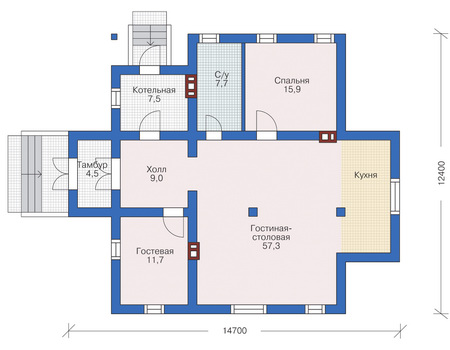 С/у
7,7
Спальня
15,9
Котельная
7,5
Тамбур
4,5
Холл
9,0
Кухня
Гостиная-
столовая
57,3
Гостевая
11,7
12400
14700